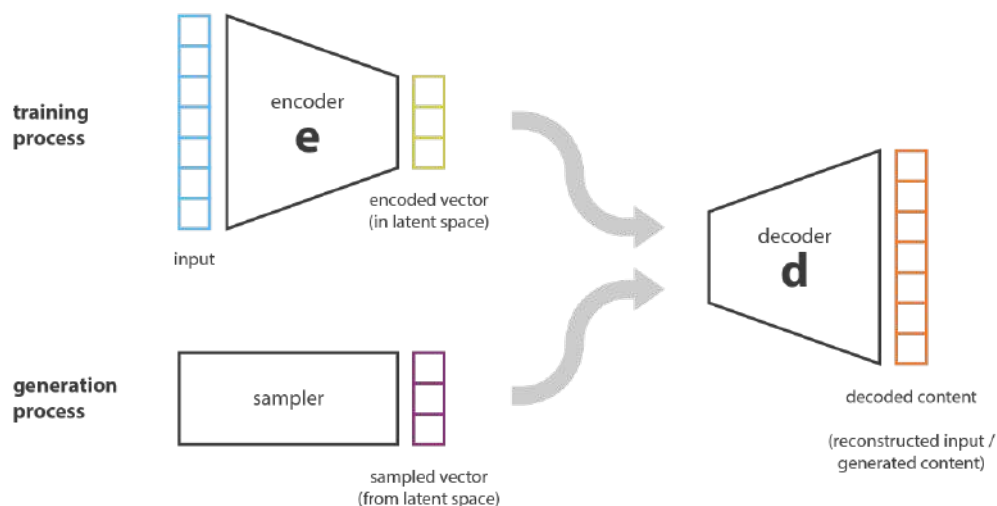 training
process
encoder
e
encoded vector
(in latent space)
input
decoder
d
generation
process
sampler
sampled vector
(from latent space)
decoded content
(reconstructed input /
generated content)